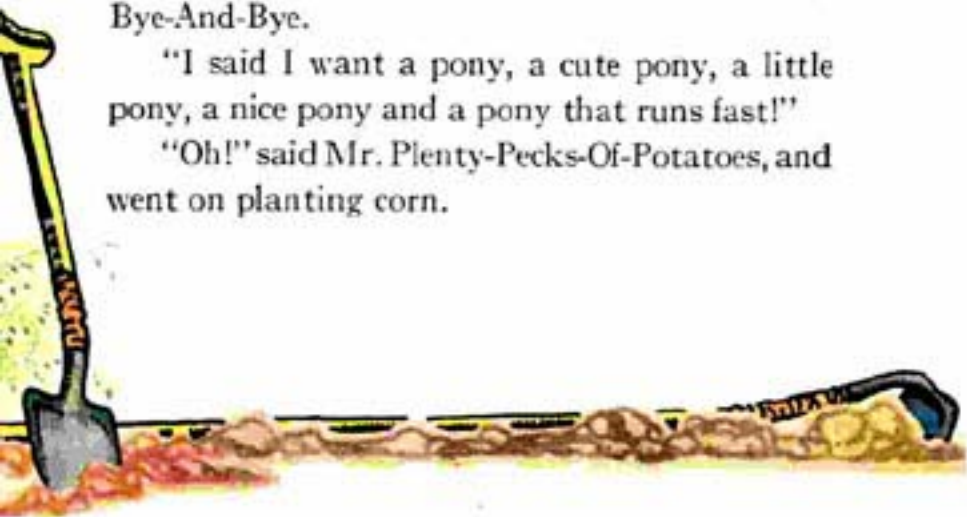 Bye-And-Bye.
"I said I want a pony, a cute pony, a little
pony, a nice pony and a pony that runs fast!"
"Oh!" said Mr. Plenty-Pecks-Of-Potatoes, and
went on planting corn.